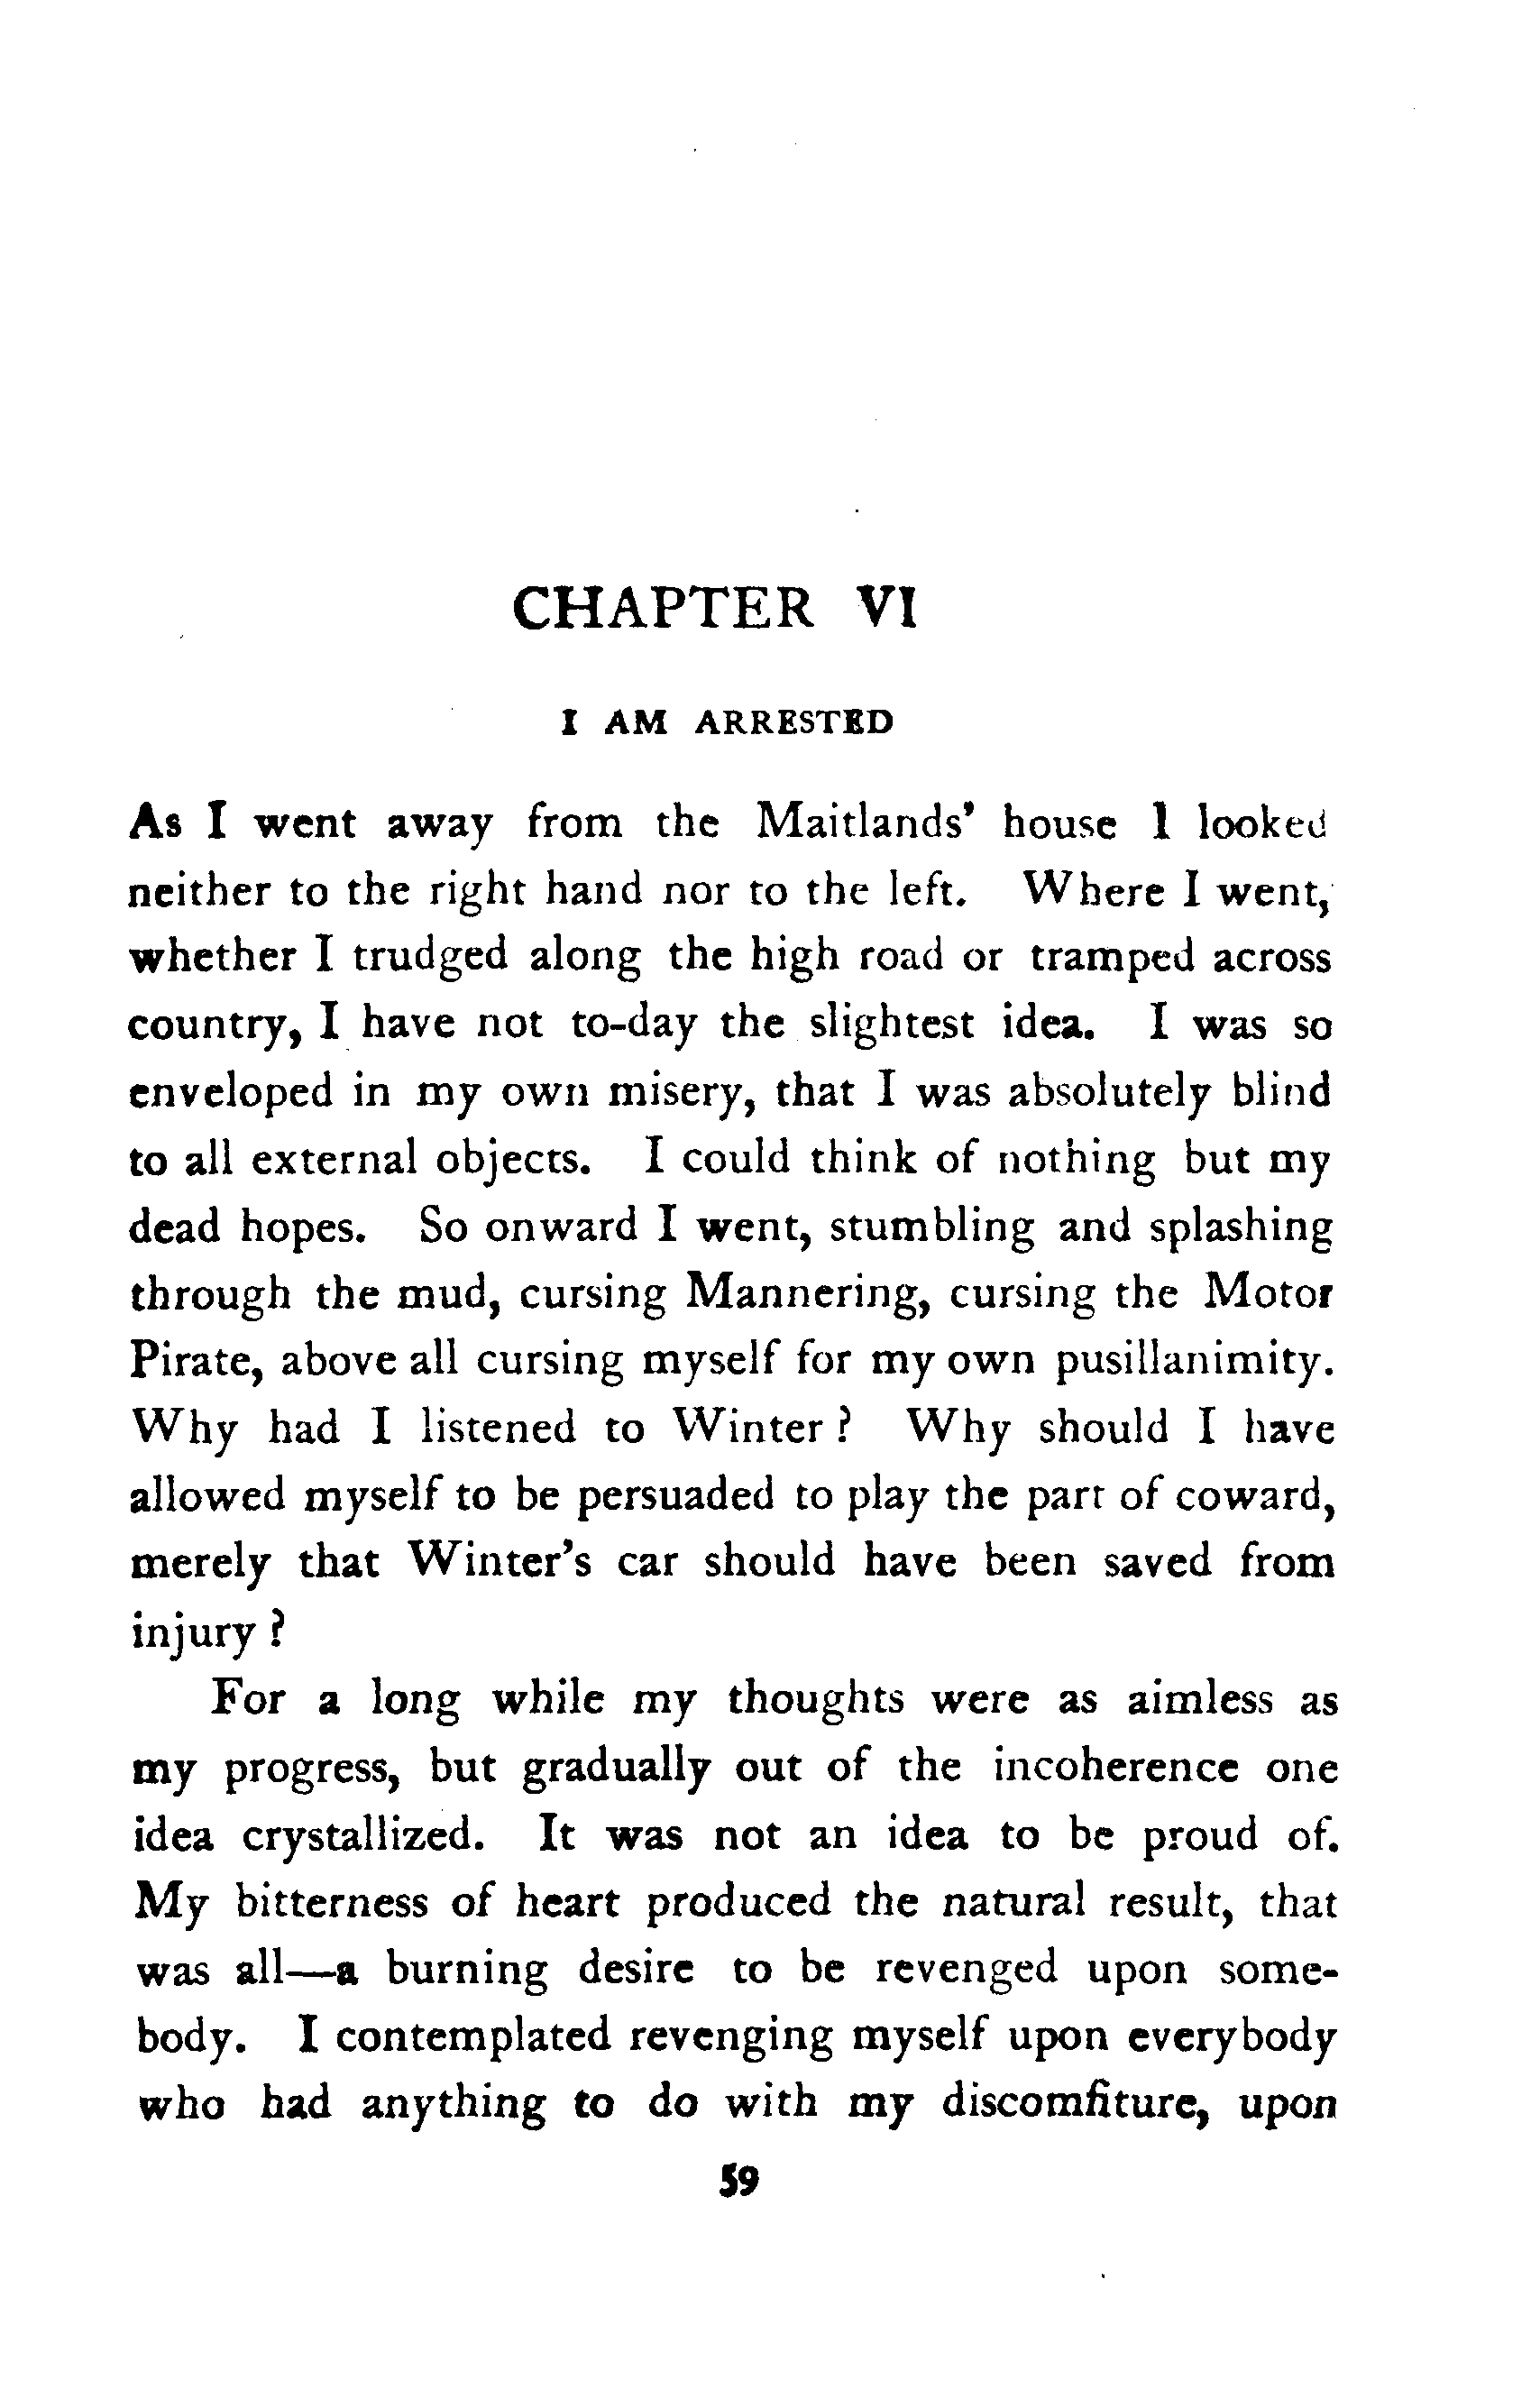 CHAPTER VI
I AM ARRESTED
As I went away from the Maitlands' house I looked
neither to the right hand nor to the left. Where I went,
whether I trudged along the high road or tramped across
country, I have not to-day the slightest idea. I was so
enveloped in my own misery, that I was absolutely blind
to all external objects. I could think of nothing but my
dead hopes. So onward I went, stumbling and splashing
through the mud, cursing Mannering, cursing the Motor
Pirate, above all cursing myself for my own pusillanimity.
Why had I listened to Winter ? Why should I have
allowed myself to be persuaded to play the part of coward,
merely that Winter's car should have been saved from
injury ?
For a long while my thoughts were as aimless as
my progress, but gradually out of the incoherence one
idea crystallized. It was not an idea to be proud of.
My bitterness of heart produced the natural result, that
was all—a burning desire to be revenged upon some-
body. I contemplated revenging myself upon everybody
who had anything to do with my discomfiture, upon
59